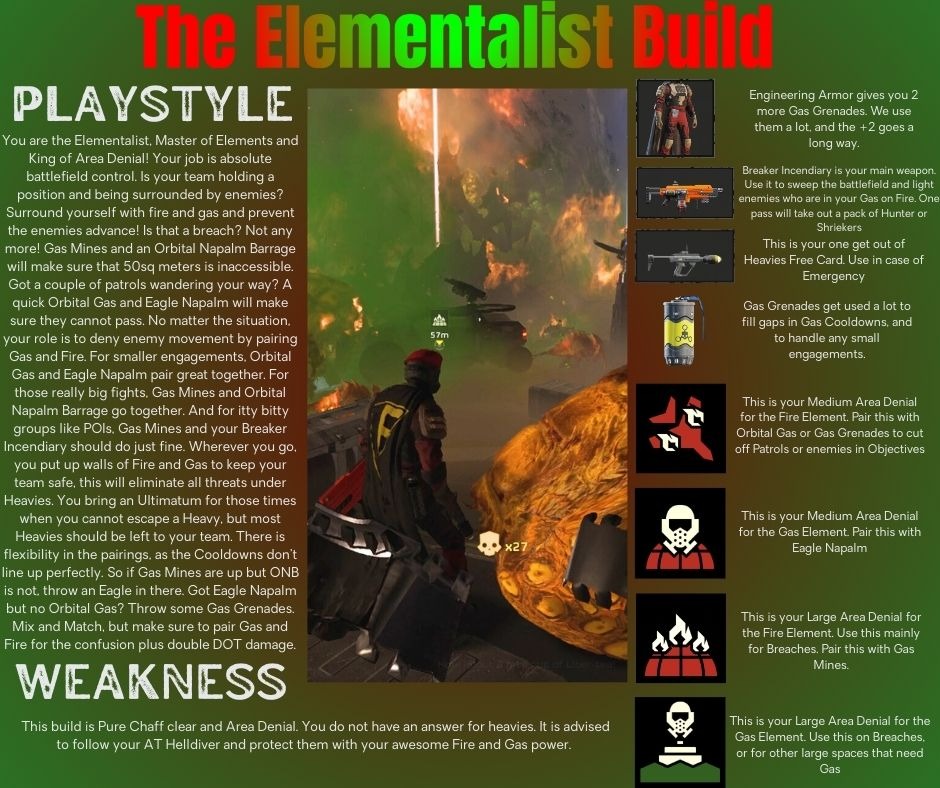 The Elementalist Build
PLAYSTYLE
You are the Elementalist, Master of Elements and
King of Area Denial! Your job is absolute
battlefield control. Is your team holding a
position and being surrounded by enemies?
Surround yourself with fire and gas and prevent
the enemies advance! Is that a breach? Not any
more! Gas Mines and an Orbital Napalm Barrage
will make sure that 50sq meters is inaccessible.
Got a couple of patrols wandering your way? A
quick Orbital Gas and Eagle Napalm will make
sure they cannot pass. No matter the situation,
your role is to deny enemy movement by pairing
Gas and Fire. For smaller engagements, Orbital
Gas and Eagle Napalm pair great together. For
those really big fights, Gas Mines and Orbital
Napalm Barrage go together. And for itty bitty
groups like POIs, Gas Mines and your Breaker
Incendiary should do just fine. Wherever you go,
you put up walls of Fire and Gas to keep your
team safe, this will eliminate all threats under
Heavies. You bring an Ultimatum for those times
when you cannot escape a Heavy, but most
Heavies should be left to your team. There is
flexibility in the pairings, as the Cooldowns don't
line up perfectly. So if Gas Mines are up but ONB
is not, throw an Eagle in there. Got Eagle Napalm
but no Orbital Gas? Throw some Gas Grenades.
Mix and Match, but make sure to pair Gas and
Fire for the confusion plus double DOT damage.
WEAKNESS
This build is Pure Chaff clear and Area Denial. You do not have an answer for heavies. It is advised
to follow your AT Helldiver and protect them with your awesome Fire and Gas power.
57m
x27
Engineering Armor gives you 2
more Gas Grenades. We use
them a lot, and the +2 goes a
long way.
Breaker Incendiary is your main weapon.
Use it to sweep the battlefield and light
enemies who are in your Gas on Fire. One
pass will take out a pack of Hunter or
Shriekers
This is your one get out of
Heavies Free Card. Use in case of
Emergency
Gas Grenades get used a lot to
fill gaps in Gas Cooldowns, and
to handle any small
engagements.
This is your Medium Area Denial
for the Fire Element. Pair this with
Orbital Gas or Gas Grenades to cut
off Patrols or enemies in Objectives
This is your Medium Area Denial
for the Gas Element. Pair this with
Eagle Napalm
This is your Large Area Denial for
the Fire Element. Use this mainly
for Breaches. Pair this with Gas
Mines.
This is your Large Area Denial for the
Gas Element. Use this on Breaches,
or for other large spaces that need
Gas